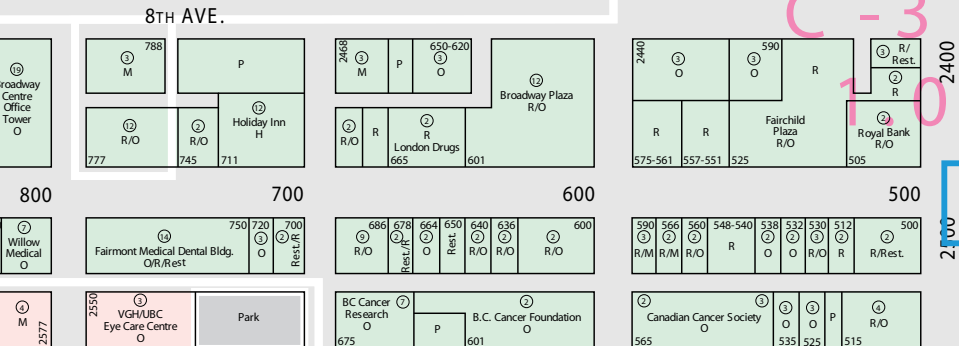 8TH AVE.
C-3
1.0
19
Broadway
Centre
Office
Tower
O
788
3
M
P
12
R/O
777
2
R/O
745
12
Holiday Inn
H
711
2468
3
M
P
650-620
3
O
12
Broadway Plaza
R/O
2
R/O
R
2
R
London Drugs
665
601
2440
3
O
590
3
O
R
3
R/
Rest.
2
R
R
575-561
R
557-551
Fairchild
Plaza
R/O
525
2
Royal Bank
R/O
505
2400
800
700
600
500
2500
7
Willow
Medical
O
750
14
Fairmont Medical Dental Bldg.
O/R/Rest
720
3
O
700
2
Rest./R
686
9
R/O
678
2
Rest./R
664
2
O
650
Rest.
640
2
R/O
636
2
R/O
600
2
R/O
590
3
R/M
566
2
R/M
560
2
R/O
548-540
R
538
2
O
532
2
O
530
3
R/O
512
2
R
500
2
R/Rest.
4
M
2577
2550
3
VGH/UBC
Eye Care Centre
O
Park
BC Cancer
Research
O
7
675
P
2
B.C. Cancer Foundation
O
601
2
3
Canadian Cancer Society
O
565
3
O
535
3
O
525
P
4
R/O
515